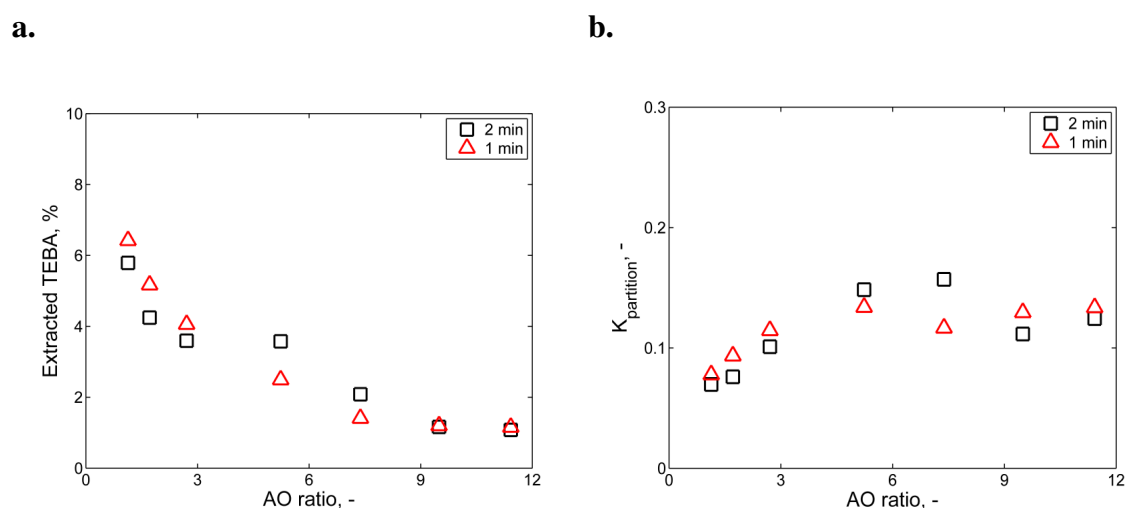 a.
10
8
6
4
2
0
Extracted TEBA, %
0 3 6 9 12
AO ratio, -
2 min
1 min
b.
0.3
0.2
0.1
0
K_partition, -
0 3 6 9 12
AO ratio, -
2 min
1 min